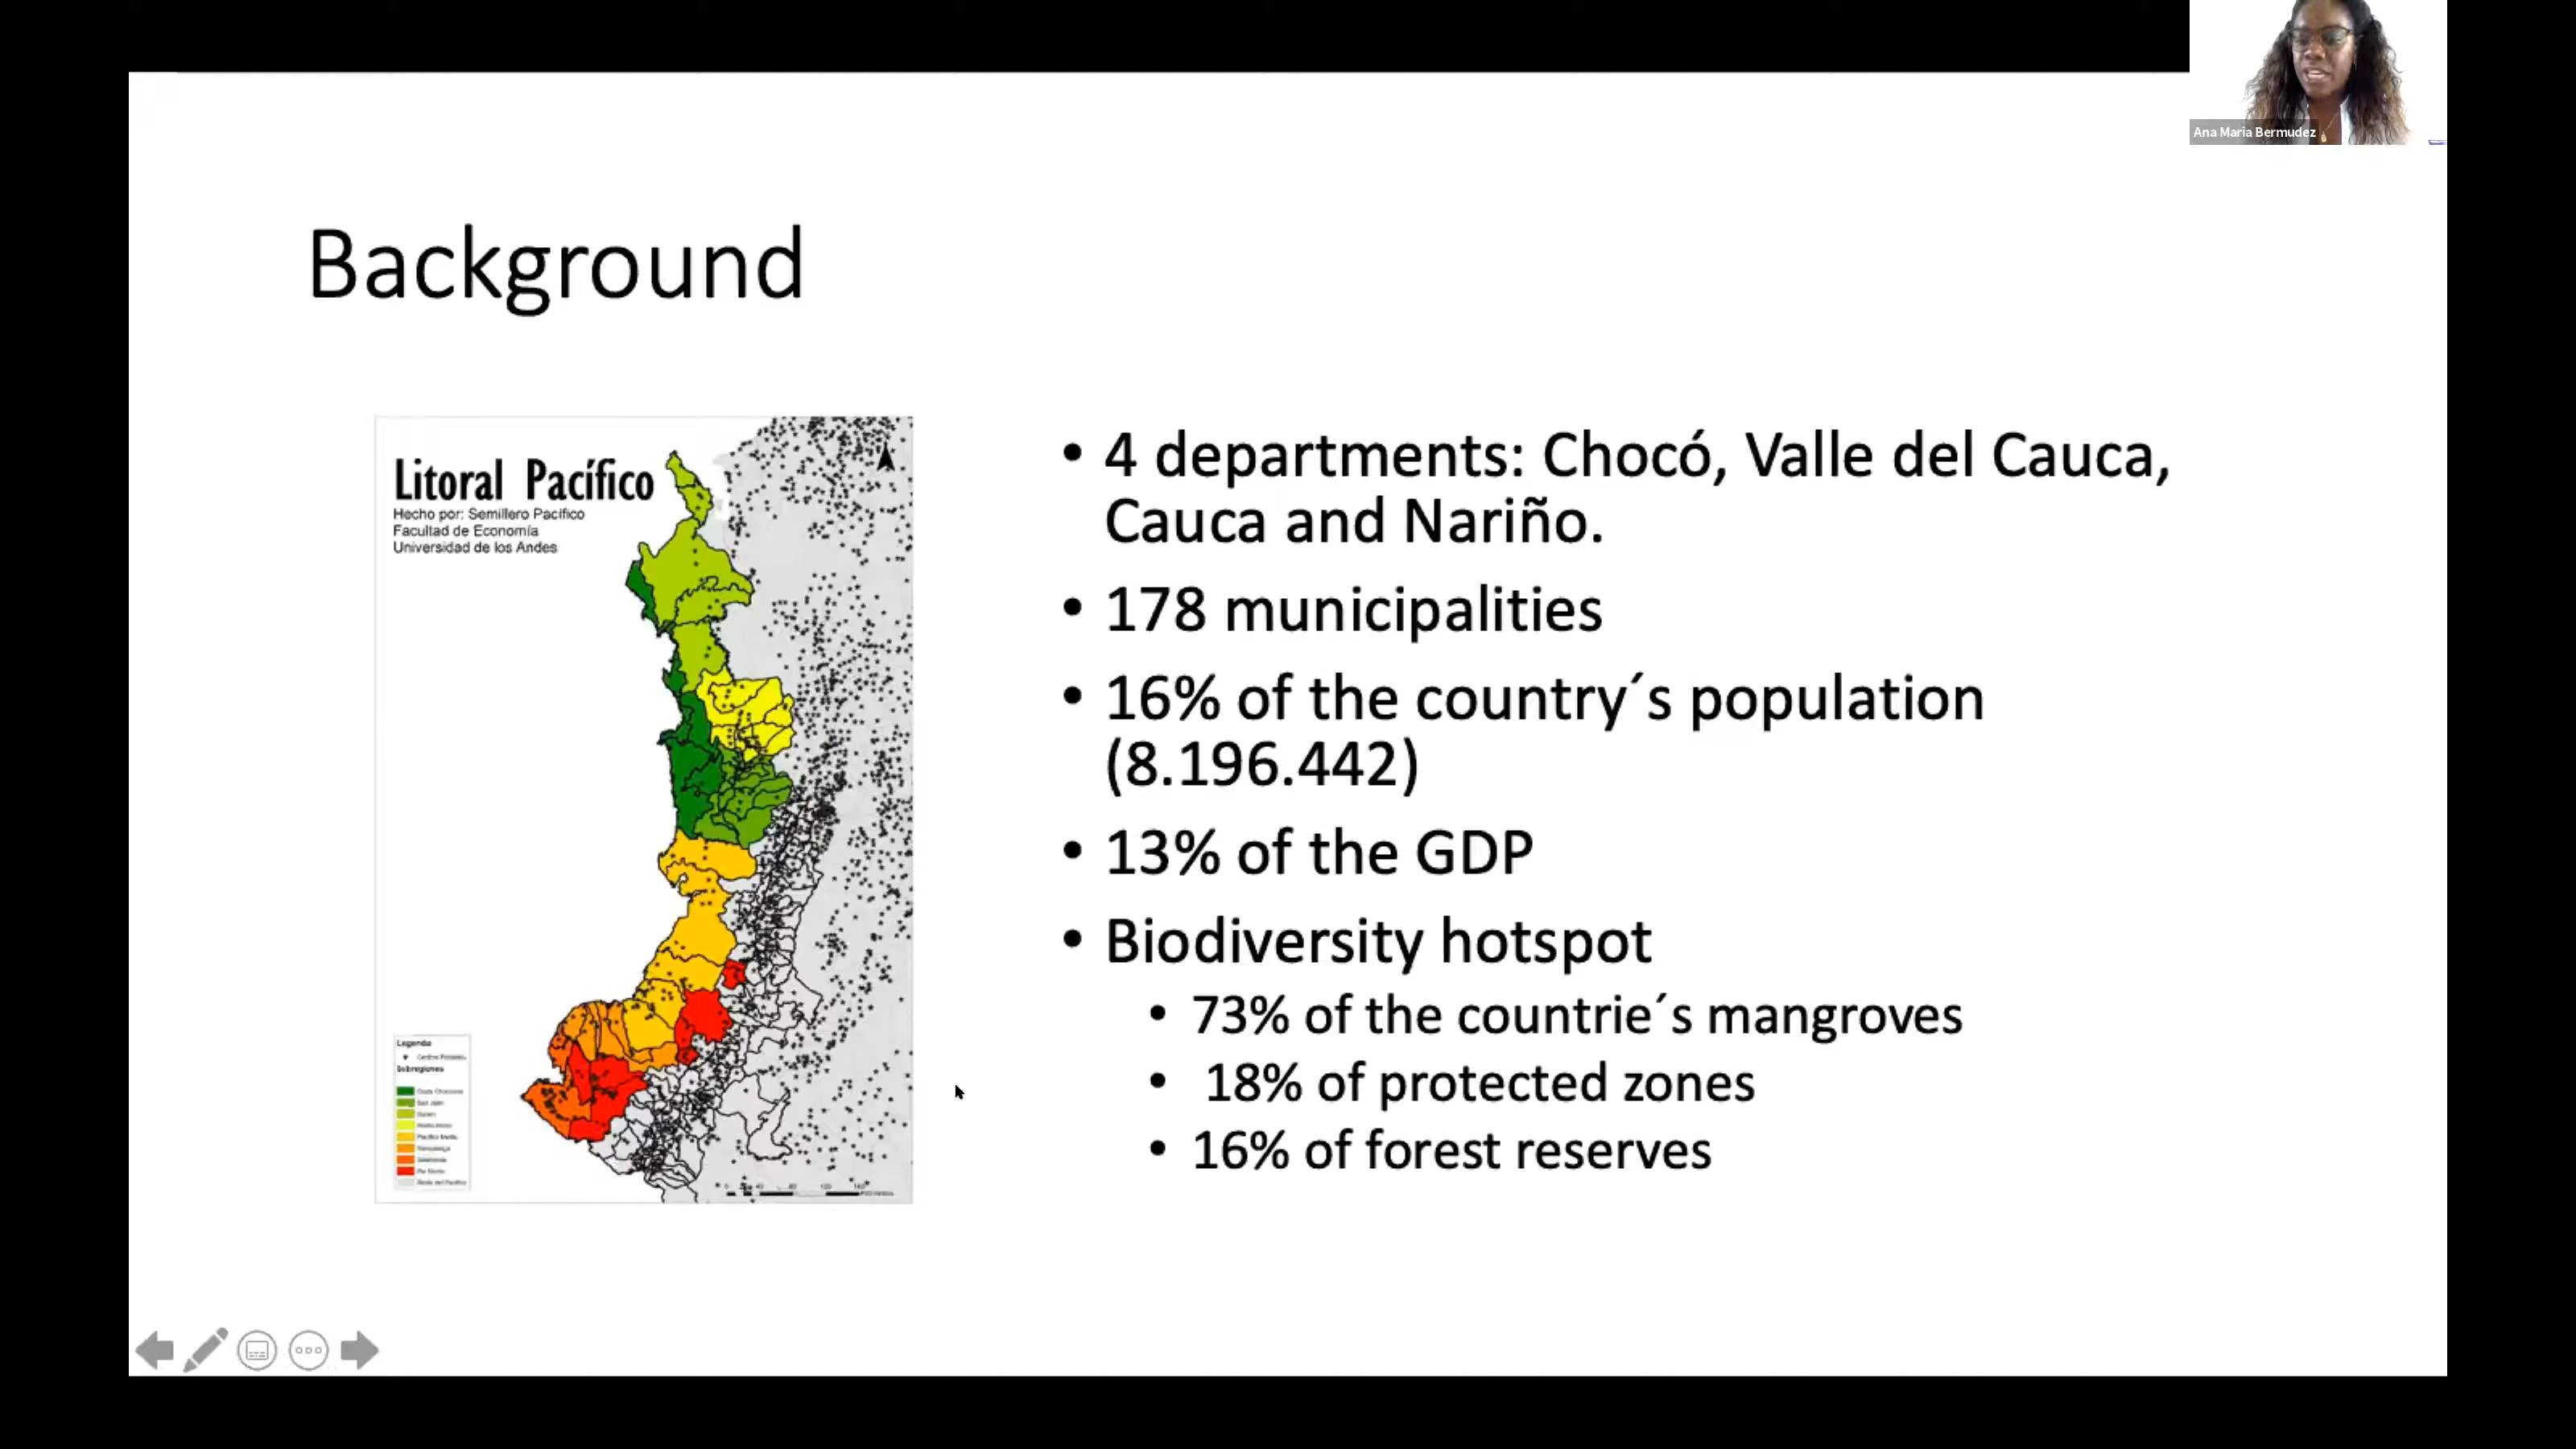 Ana Maria Bermudez
Background
Litoral Pacífico
Hecho por: Semillero Pacífico
Facultad de Economía
Universidad de los Andes
Legenda
Subregiones
• 4 departments: Chocó, Valle del Cauca,
Cauca and Nariño.
• 178 municipalities
• 16% of the country´s population
(8.196.442)
• 13% of the GDP
• Biodiversity hotspot
• 73% of the countrie´s mangroves
• 18% of protected zones
• 16% of forest reserves